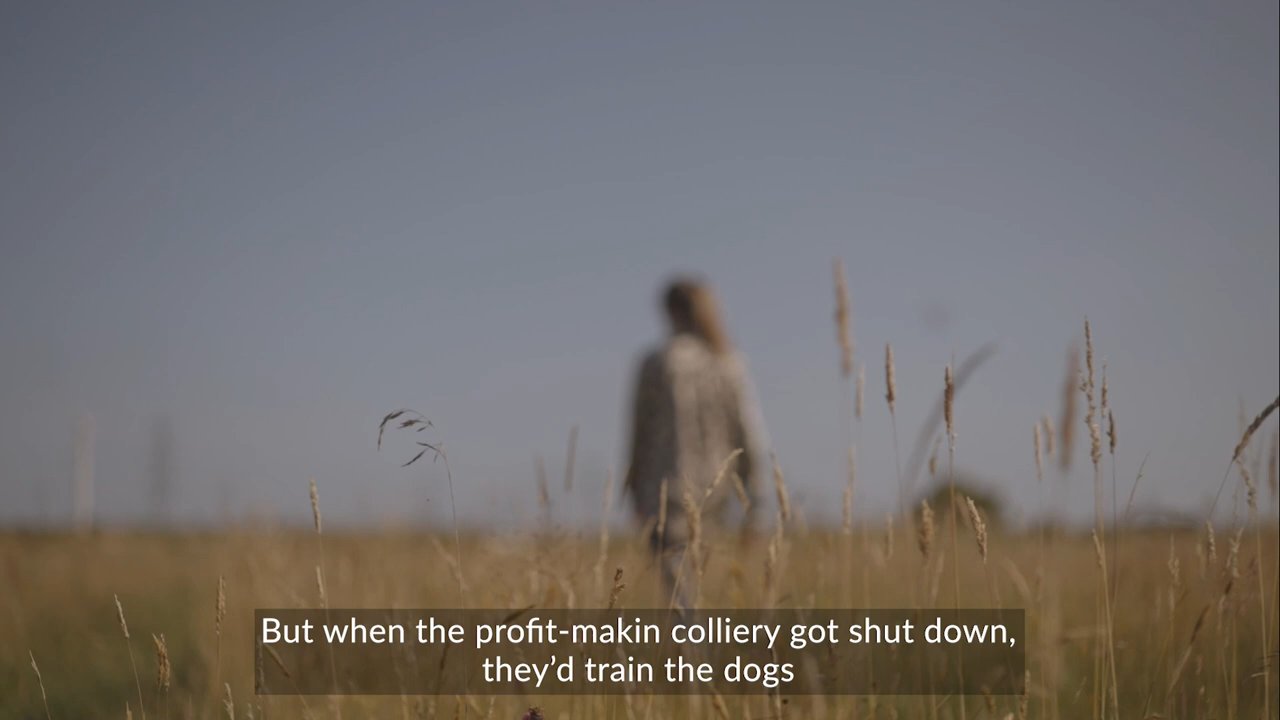 But when the profit-makin colliery got shut down,
they’d train the dogs